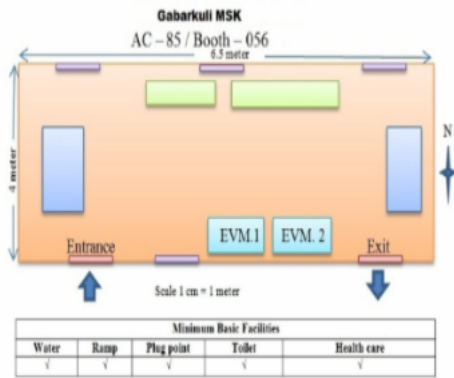 Gabarkuli MSK
AC – 85 / Booth – 056
6.5 meter
4 meter
N
EVM.1 EVM. 2
Entrance Exit
Scale 1 cm = 1 meter
Minimum Basic Facilities
Water Ramp Plug point Toilet Health care
√ √ √ √ √